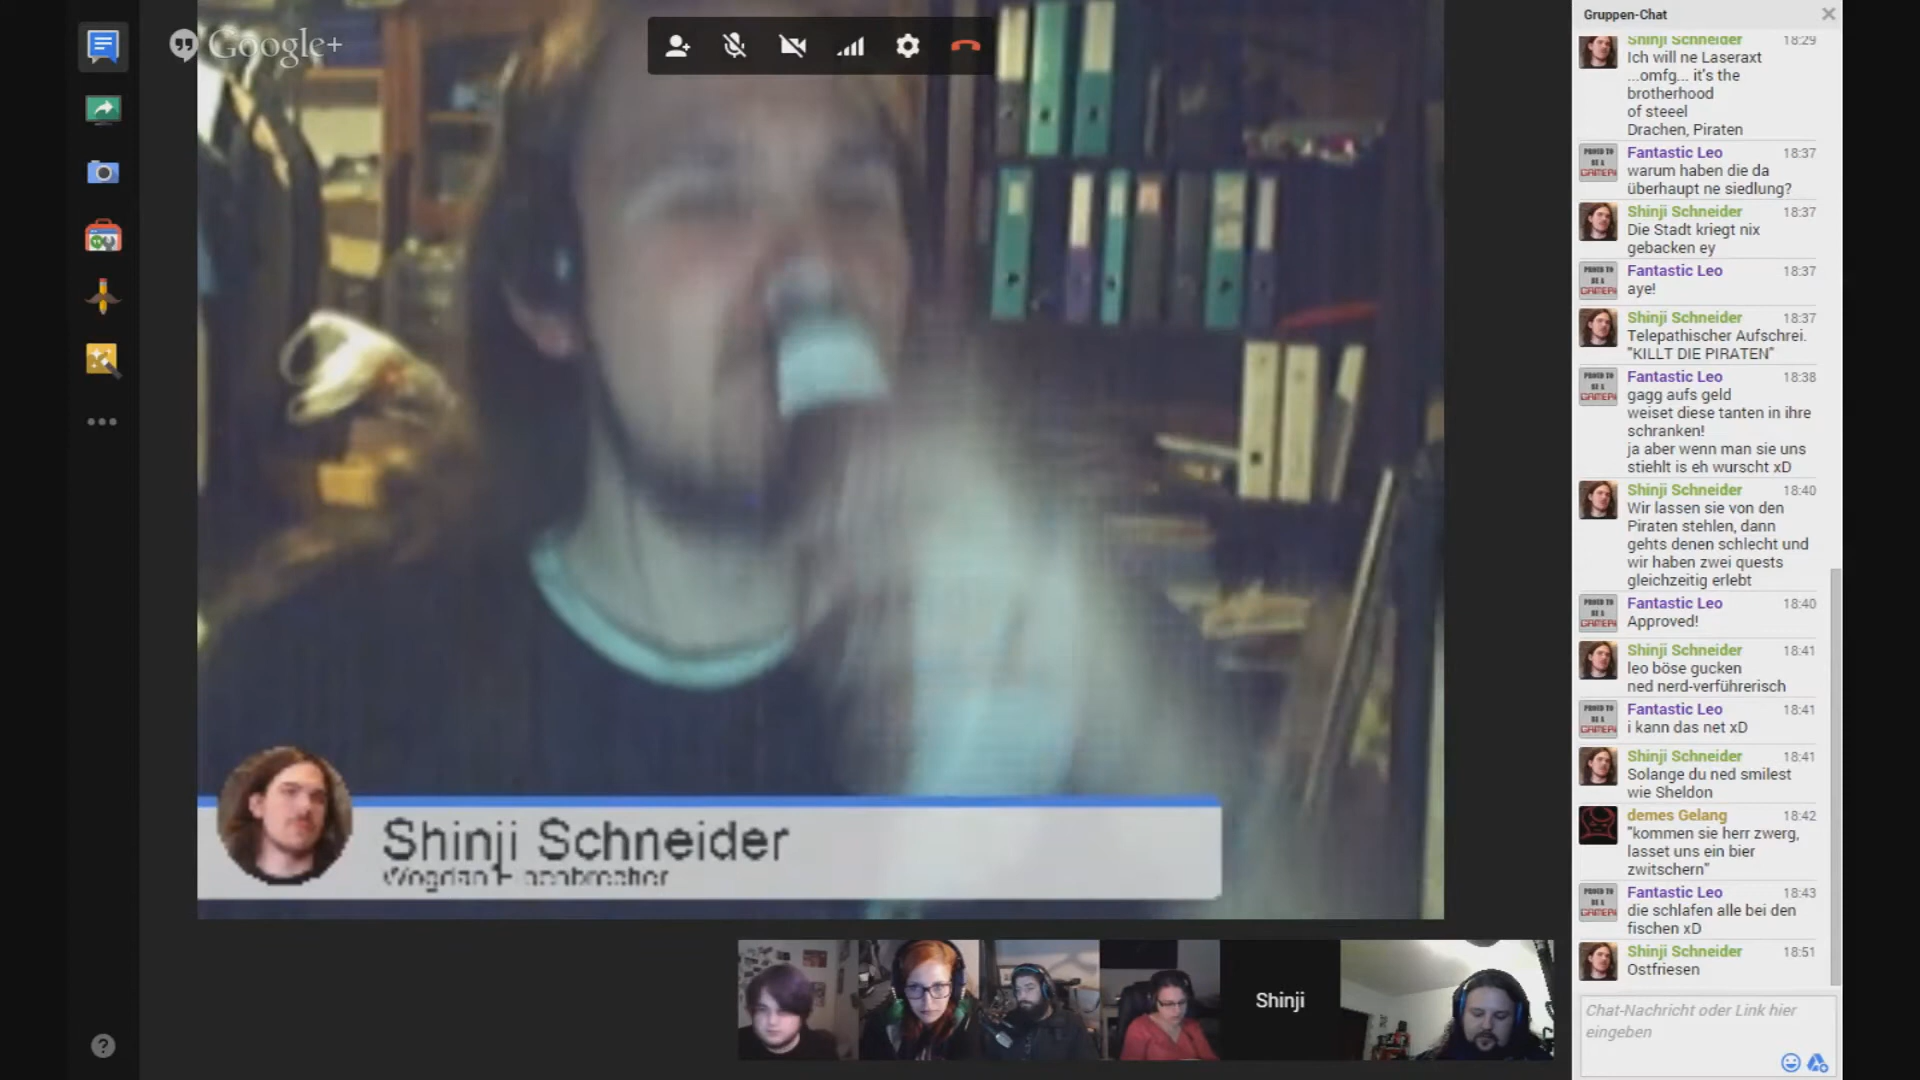 Google+
Shinji Schneider
Shinji
Gruppen-Chat
Shinji Schneider 18:29
Ich will ne Laseraxt
...omfg... it's the
brotherhood
of steeel
Drachen, Piraten
Fantastic Leo 18:37
warum haben die da
überhaupt ne siedlung?
Shinji Schneider 18:37
Die Stadt kriegt nix
gebacken ey
Fantastic Leo 18:37
aye!
Shinji Schneider 18:37
Telepathischer Aufschrei.
"KILLT DIE PIRATEN"
Fantastic Leo 18:38
gagg aufs geld
weiset diese tanten in ihre
schranken!
ja aber wenn man sie uns
stiehlt is eh wurscht xD
Shinji Schneider 18:40
Wir lassen sie von den
Piraten stehlen, dann
gehts denen schlecht und
wir haben zwei quests
gleichzeitig erlebt
Fantastic Leo 18:40
Approved!
Shinji Schneider 18:41
leo böse gucken
ned nerd-verführerisch
Fantastic Leo 18:41
i kann das net xD
Shinji Schneider 18:41
Solange du ned smilest
wie Sheldon
demes Gelang 18:42
"kommen sie herr zwerg,
lasset uns ein bier
zwitschern"
Fantastic Leo 18:43
die schlafen alle bei den
fischen xD
Shinji Schneider 18:51
Ostfriesen
Chat-Nachricht oder Link hier
eingeben